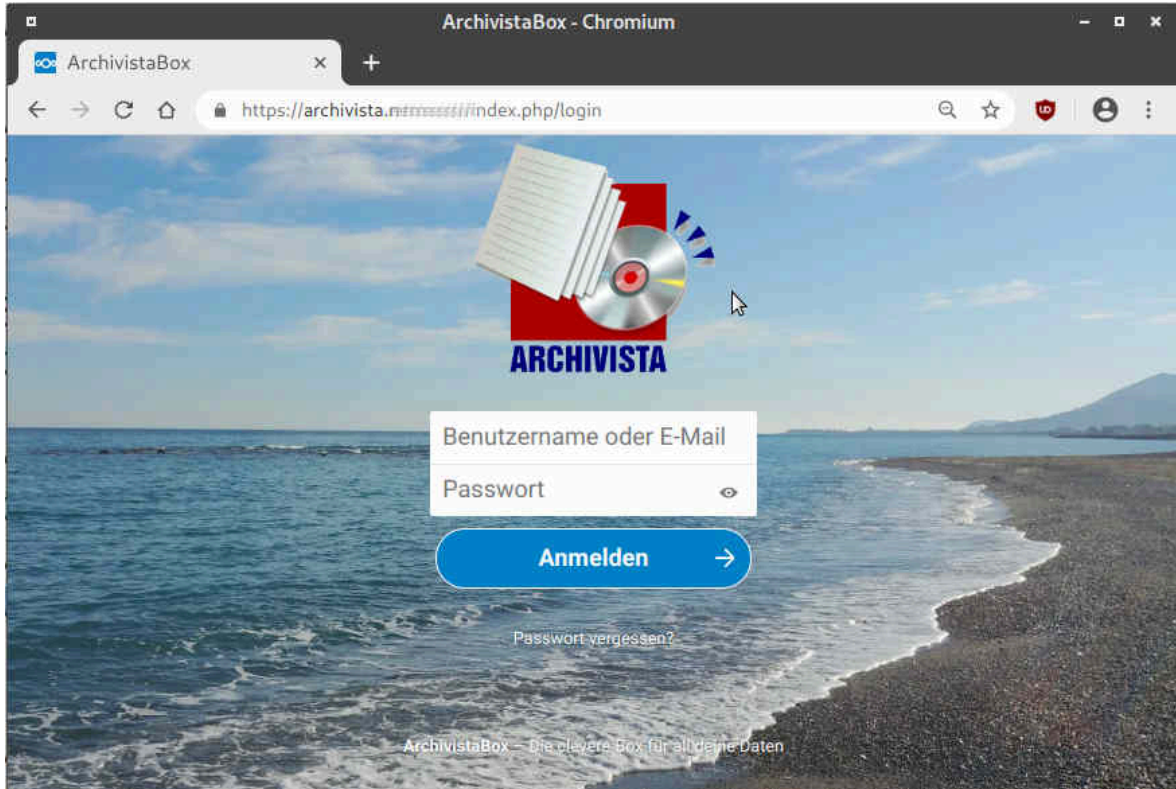 ArchivistaBox - Chromium
ArchivistaBox
https://archivista.n index.php/login
ARCHIVISTA
Benutzername oder E-Mail
Passwort
Anmelden
Passwort vergessen?
ArchivistaBox – Die clevere Box für all deine Daten